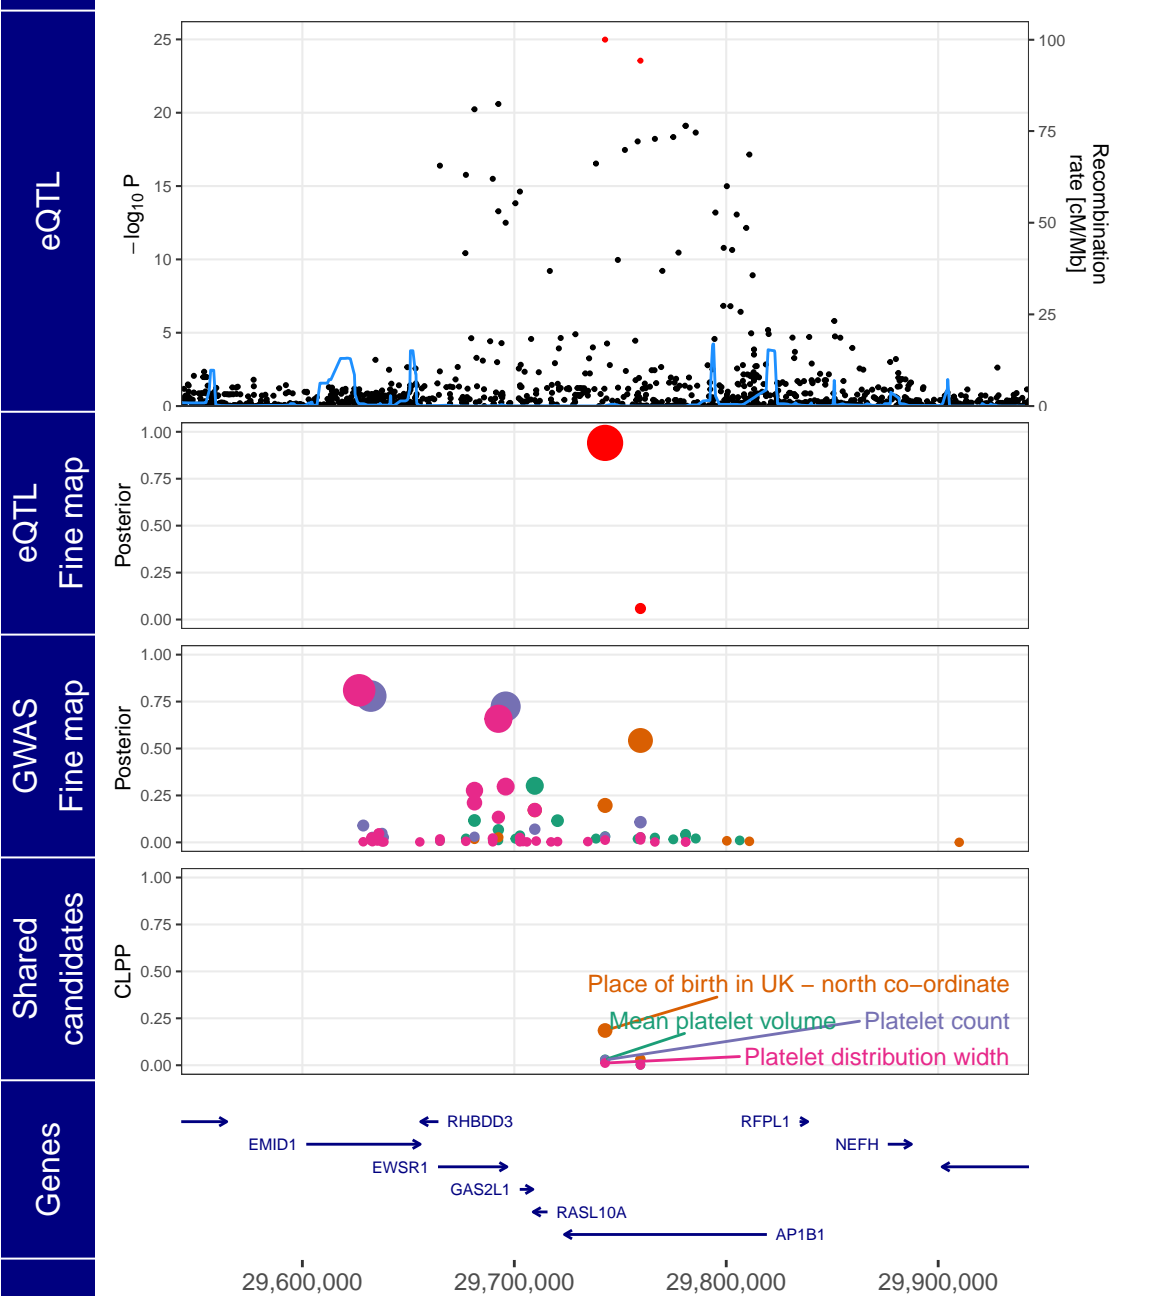 eQTL
−log10 P
25
20
15
10
5
0
100
75
50
25
0
Recombination
rate [cM/Mb]
eQTL
Fine map
Posterior
1.00
0.75
0.50
0.25
0.00
GWAS
Fine map
Posterior
1.00
0.75
0.50
0.25
0.00
Shared
candidates
CLPP
1.00
0.75
0.50
0.25
0.00
Place of birth in UK − north co−ordinate
Mean platelet volume
Platelet count
Platelet distribution width
Genes
RHBDD3
RFPL1
EMID1
NEFH
EWSR1
GAS2L1
RASL10A
AP1B1
29,600,000
29,700,000
29,800,000
29,900,000